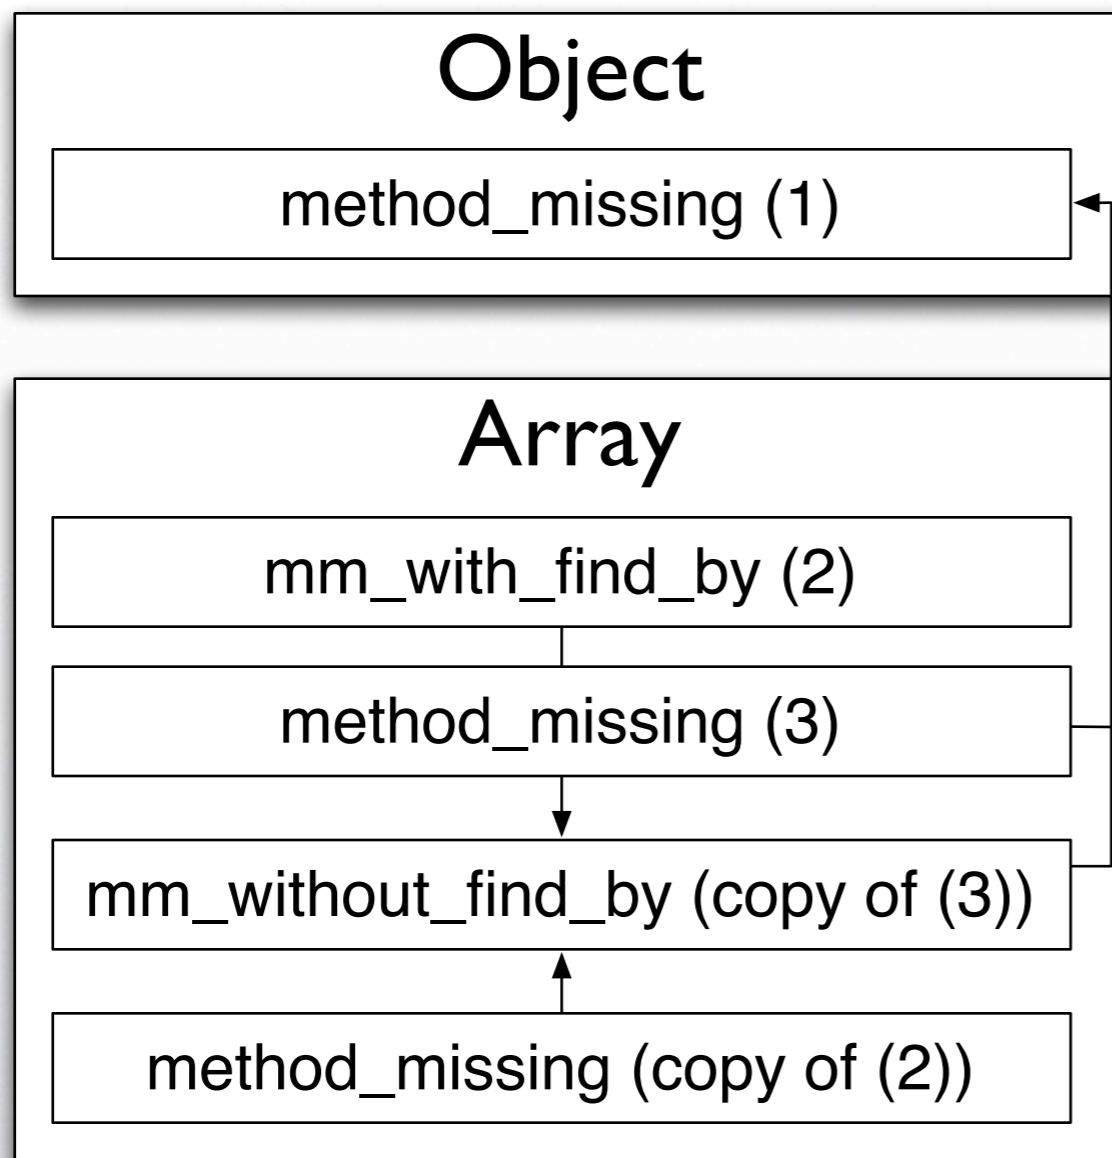 Object
method_missing (1)
Array
mm_with_find_by (2)
method_missing (3)
mm_without_find_by (copy of (3))
method_missing (copy of (2))